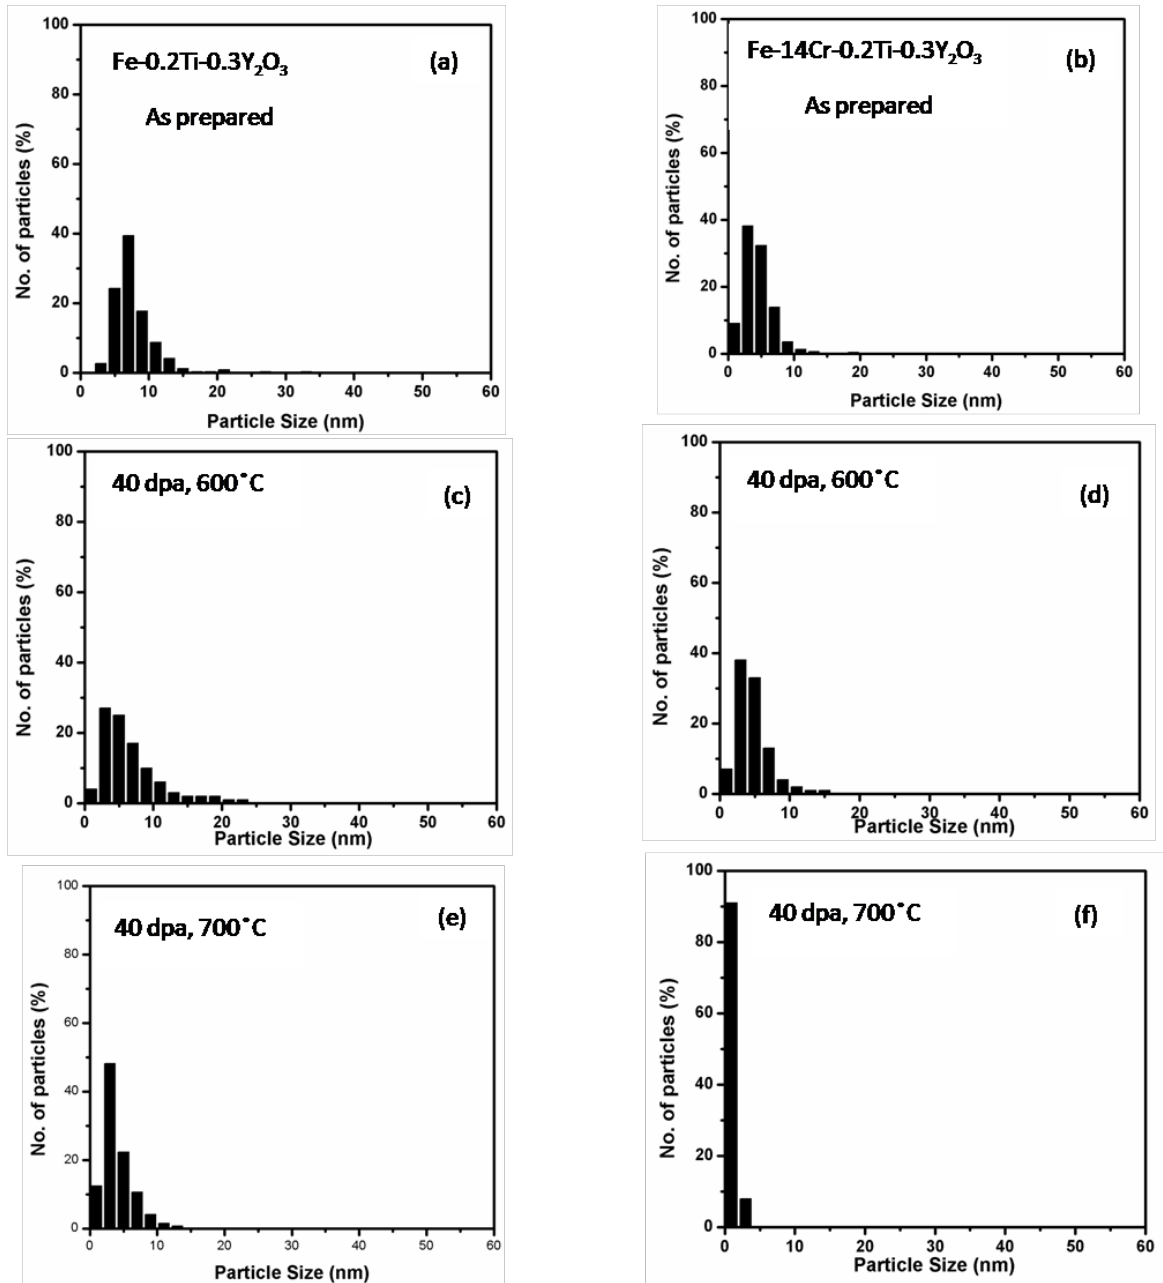 Fe-0.2Ti-0.3Y₂O₃
(a)
As prepared
No. of particles (%)
100
80
60
40
20
0
0 10 20 30 40 50 60
Particle Size (nm)
Fe-14Cr-0.2Ti-0.3Y₂O₃
(b)
As prepared
No. of particles (%)
100
80
60
40
20
0
0 10 20 30 40 50 60
Particle Size (nm)
40 dpa, 600˚C
(c)
No. of particles (%)
100
80
60
40
20
0
0 10 20 30 40 50 60
Particle Size (nm)
40 dpa, 600˚C
(d)
No. of particles (%)
100
80
60
40
20
0
0 10 20 30 40 50 60
Particle Size (nm)
40 dpa, 700˚C
(e)
No. of particles (%)
100
80
60
40
20
0
0 10 20 30 40 50 60
Particle Size (nm)
40 dpa, 700˚C
(f)
No. of particles (%)
100
80
60
40
20
0
0 10 20 30 40 50 60
Particle Size (nm)